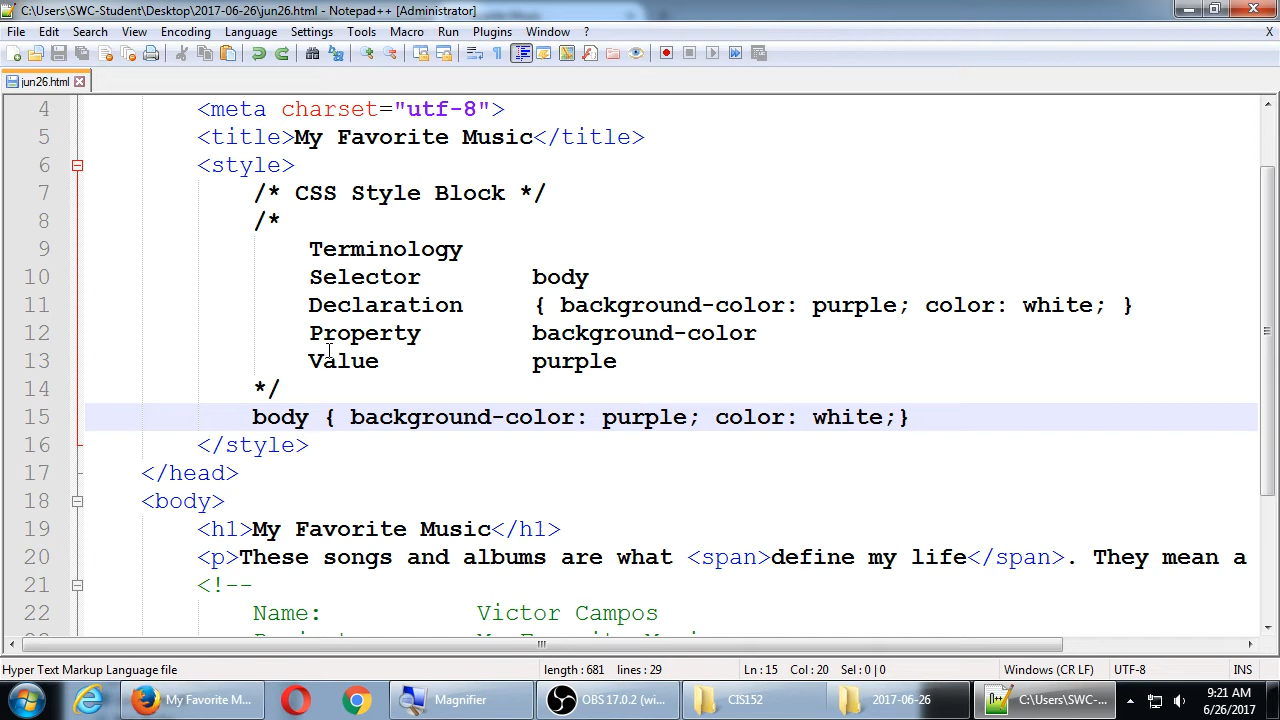 C:\Users\SWC-Student\Desktop\2017-06-26\jun26.html - Notepad++ [Administrator]
File Edit Search View Encoding Language Settings Tools Macro Run Plugins Window ? X
jun26.html
4 <meta charset="utf-8">
5 <title>My Favorite Music</title>
6 <style>
7 /* CSS Style Block */
8 /*
9 Terminology
10 Selector body
11 Declaration { background-color: purple; color: white; }
12 Property background-color
13 Value purple
14 */
15 body { background-color: purple; color: white;}
16 </style>
17 </head>
18 <body>
19 <h1>My Favorite Music</h1>
20 <p>These songs and albums are what <span>define my life</span>. They mean a
21 <!--
22 Name: Victor Campos
Hyper Text Markup Language file length : 681 lines : 29 Ln : 15 Col : 20 Sel : 0 | 0 Windows (CR LF) UTF-8 INS
My Favorite M... Magnifier OBS 17.0.2 (wi... CIS152 2017-06-26 C:\Users\SWC-... 9:21 AM
6/26/2017